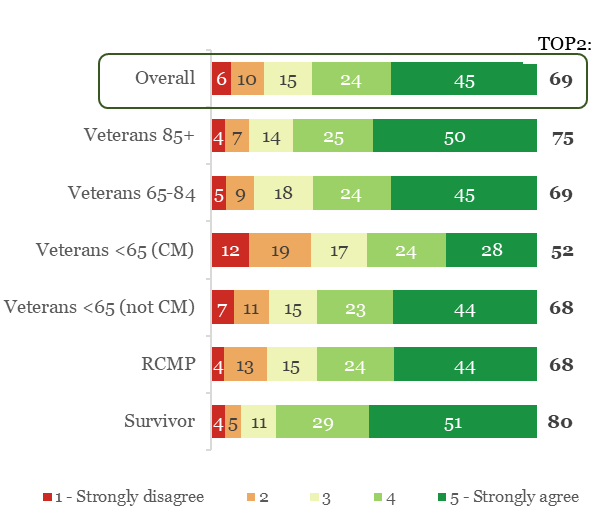 TOP2:
Overall 6 10 15 24 45 69
Veterans 85+ 4 7 14 25 50 75
Veterans 65-84 5 9 18 24 45 69
Veterans <65 (CM) 12 19 17 24 28 52
Veterans <65 (not CM) 7 11 15 23 44 68
RCMP 4 13 15 24 44 68
Survivor 4 5 11 29 51 80
1 - Strongly disagree 2 3 4 5 - Strongly agree